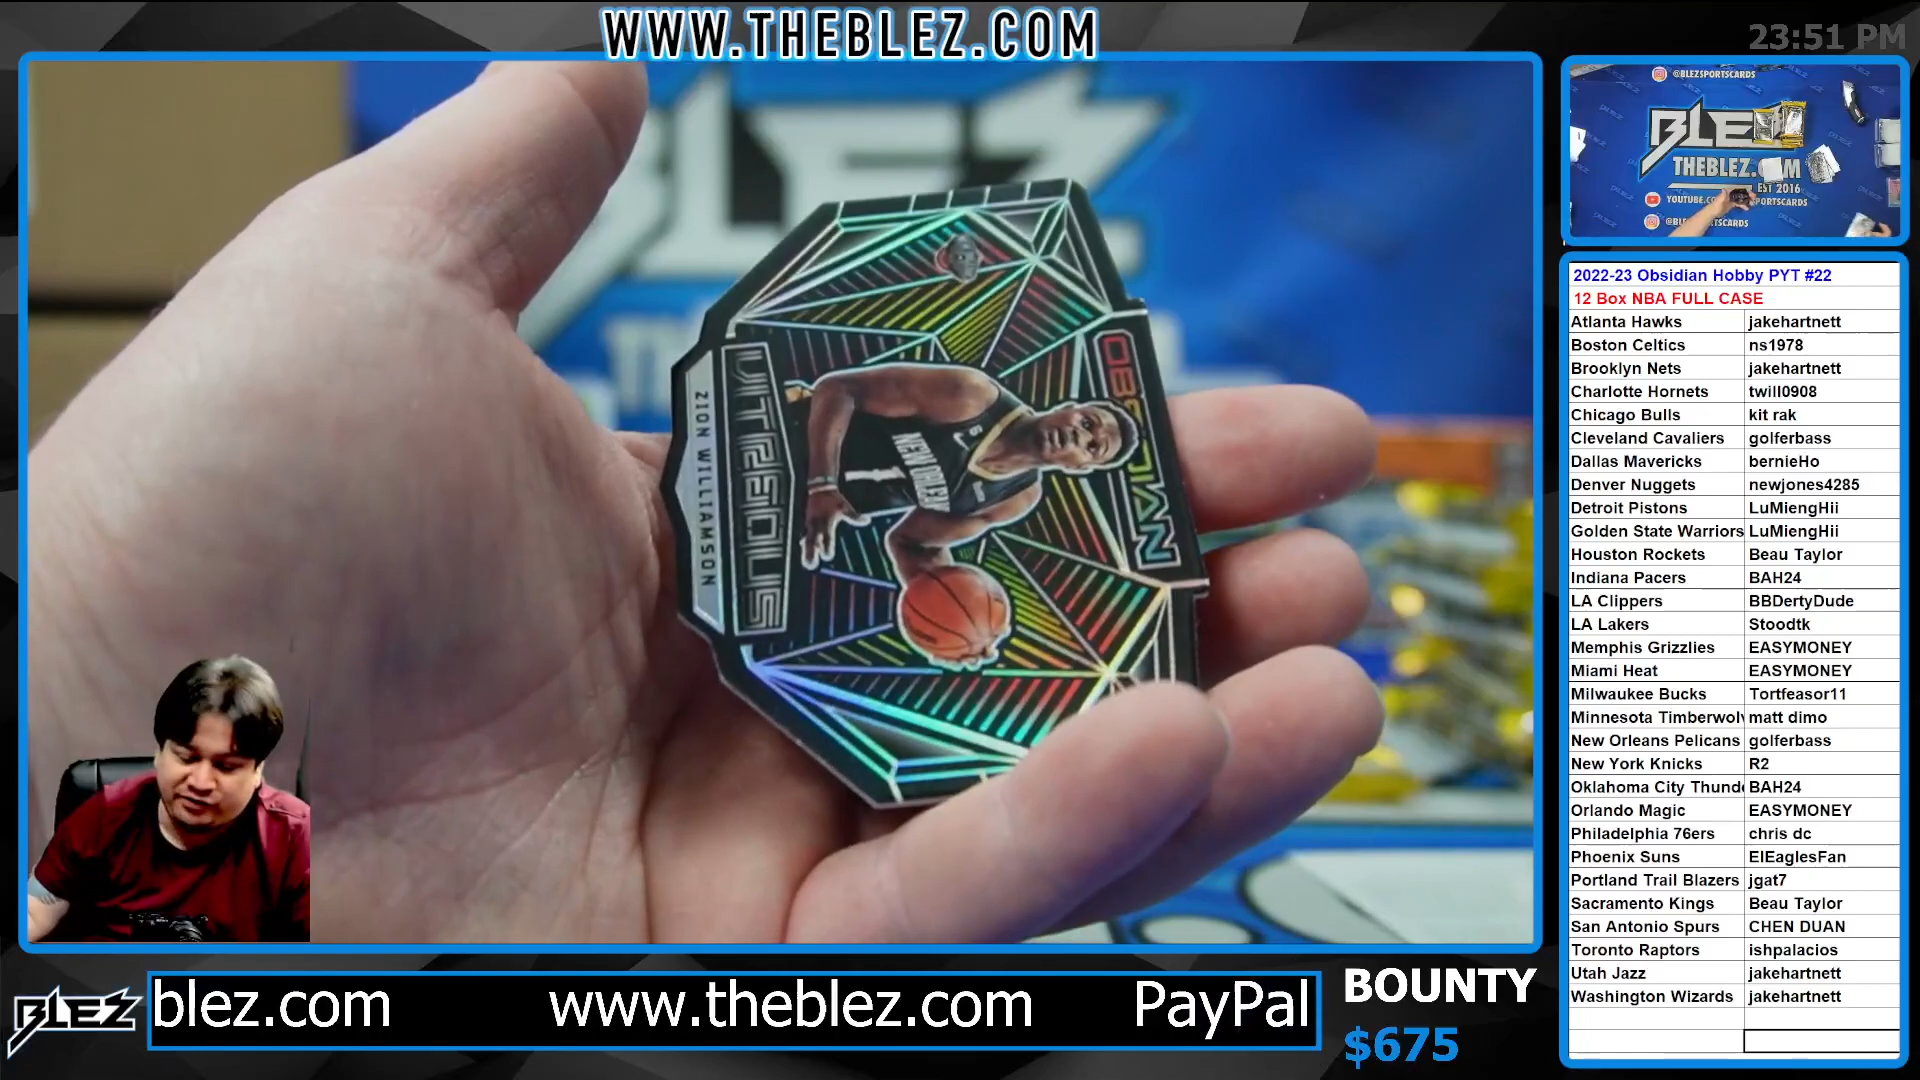 WWW.THEBLEZ.COM
23:51 PM
@BLEZSPORTSCARDS
BLEZ
THEBLEZ.COM
EST 2016
BLEZ
OBSIDIAN
VITREOUS
ZION WILLIAMSON
NEW ORLEANS
1
6
2022-23 Obsidian Hobby PYT #22
12 Box NBA FULL CASE
Atlanta Hawks jakehartnett
Boston Celtics ns1978
Brooklyn Nets jakehartnett
Charlotte Hornets twill0908
Chicago Bulls kit rak
Cleveland Cavaliers golferbass
Dallas Mavericks bernieHo
Denver Nuggets newjones4285
Detroit Pistons LuMiengHii
Golden State Warriors LuMiengHii
Houston Rockets Beau Taylor
Indiana Pacers BAH24
LA Clippers BBDertyDude
LA Lakers Stoodtk
Memphis Grizzlies EASYMONEY
Miami Heat EASYMONEY
Milwaukee Bucks Tortfeasor11
Minnesota Timberwolv matt dimo
New Orleans Pelicans golferbass
New York Knicks R2
Oklahoma City Thunde BAH24
Orlando Magic EASYMONEY
Philadelphia 76ers chris dc
Phoenix Suns ElEaglesFan
Portland Trail Blazers jgat7
Sacramento Kings Beau Taylor
San Antonio Spurs CHEN DUAN
Toronto Raptors ishpalacios
Utah Jazz jakehartnett
Washington Wizards jakehartnett
BLEZ
blez.com www.theblez.com PayPal
BOUNTY
$675